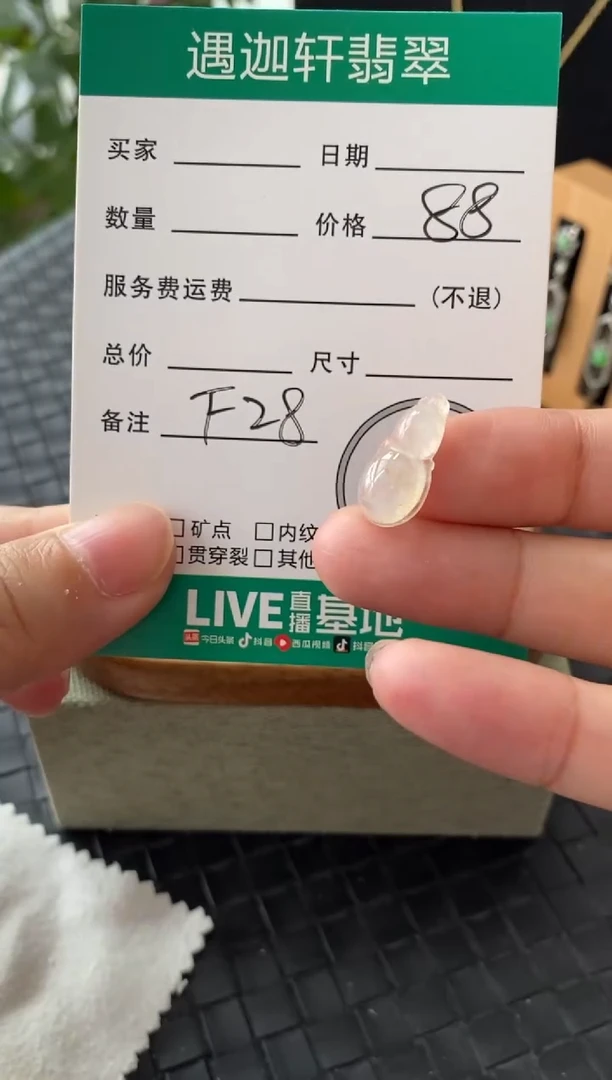 遇迦轩翡翠
买家 日期
数量 价格 88
服务费运费 (不退)
总价 尺寸
备注 F28
矿点 内纹
贯穿裂 其他
LIVE 直播 基地
头条 今日头条 抖音 西瓜视频 抖音